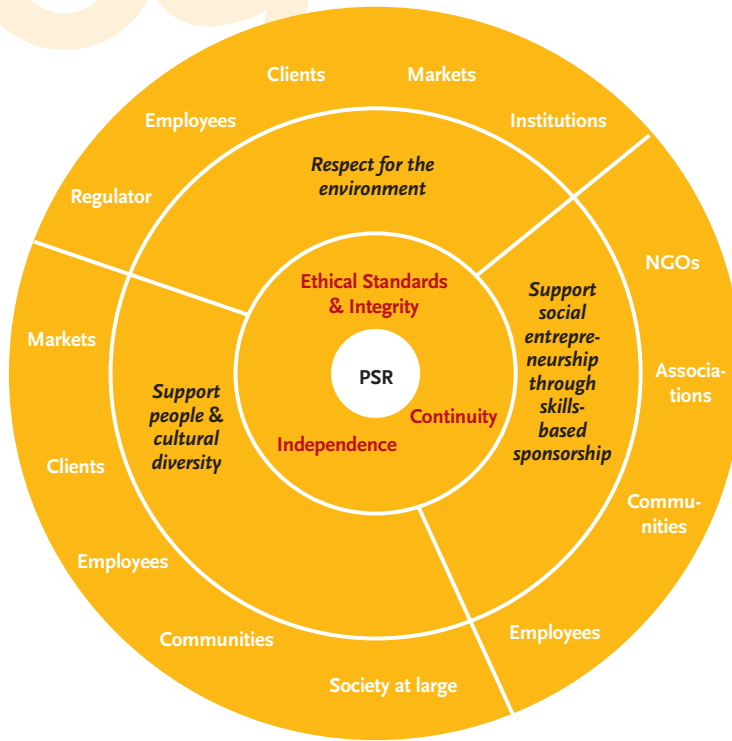 Clients
Markets
Employees
Institutions
Regulator
Respect for the
environment
NGOs
Associa-
tions
Commu-
nities
Employees
Support
social
entrepre-
neurship
through
skills-
based
sponsorship
Ethical Standards
& Integrity
PSR
Continuity
Independence
Support
people &
cultural
diversity
Markets
Clients
Employees
Communities
Society at large